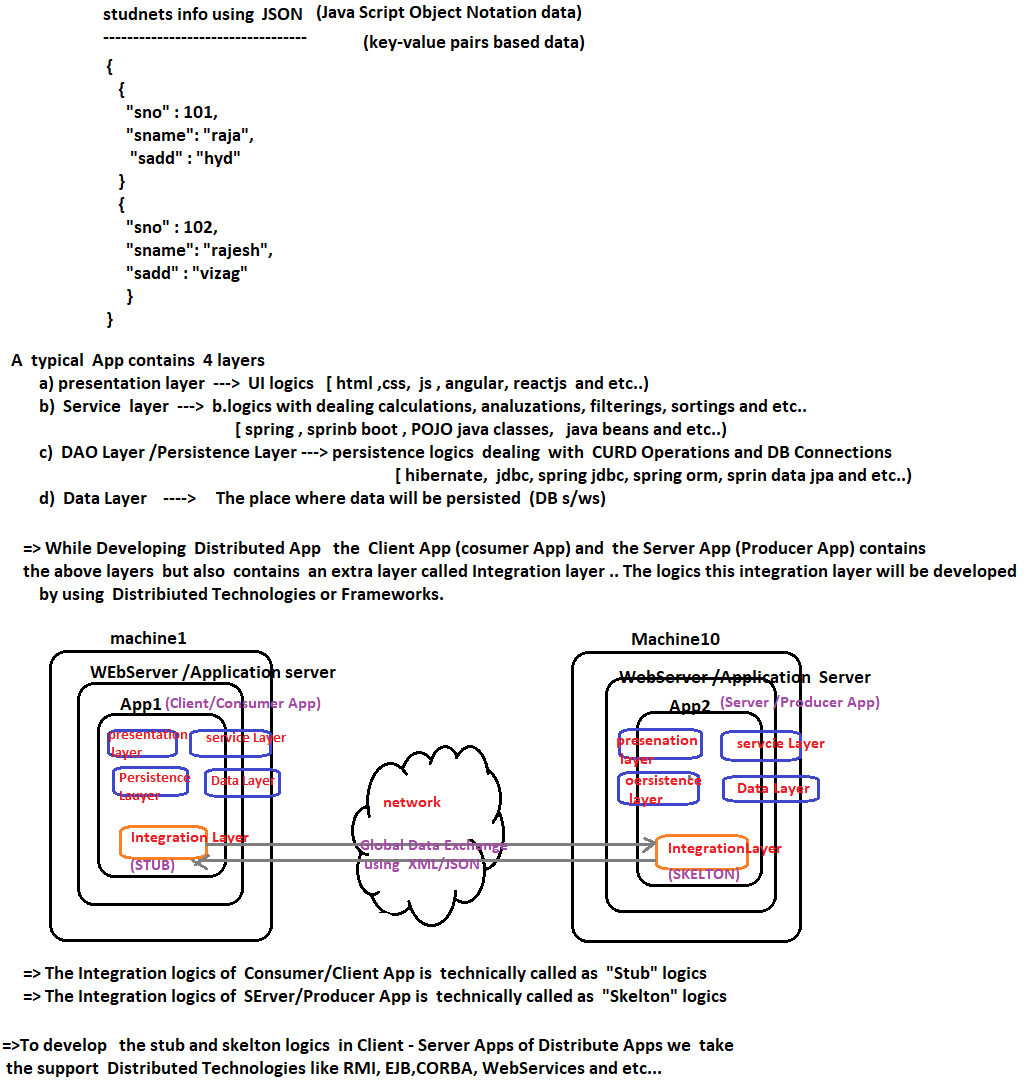 studnets info using JSON (Java Script Object Notation data)
----------------------------------
(key-value pairs based data)
{
{
"sno" : 101,
"sname": "raja",
"sadd" : "hyd"
}
{
"sno" : 102,
"sname": "rajesh",
"sadd" : "vizag"
}
}
A typical App contains 4 layers
a) presentation layer ---> UI logics [ html ,css, js , angular, reactjs and etc..)
b) Service layer ---> b.logics with dealing calculations, analuzations, filterings, sortings and etc..
[ spring , sprinb boot , POJO java classes, java beans and etc..)
c) DAO Layer /Persistence Layer ---> persistence logics dealing with CURD Operations and DB Connections
[ hibernate, jdbc, spring jdbc, spring orm, sprin data jpa and etc..)
d) Data Layer ----> The place where data will be persisted (DB s/ws)
=> While Developing Distributed App the Client App (cosumer App) and the Server App (Producer App) contains
the above layers but also contains an extra layer called Integration layer .. The logics this integration layer will be developed
by using Distribiuted Technologies or Frameworks.
machine1
WEbServer /Application server
App1 (Client/Consumer App)
presentation
layer
service Layer
Persistence
Lauyer
Data Layer
Integration Layer
(STUB)
network
Global Data Exchange
using XML/JSON
Machine10
WebServer /Application Server
App2 (Server /Producer App)
presenation
layer
servcie Layer
oersistence
layer
Data Layer
IntegrationLayer
(SKELTON)
=> The Integration logics of Consumer/Client App is technically called as "Stub" logics
=> The Integration logics of SErver/Producer App is technically called as "Skelton" logics
=>To develop the stub and skelton logics in Client - Server Apps of Distribute Apps we take
the support Distributed Technologies like RMI, EJB,CORBA, WebServices and etc...